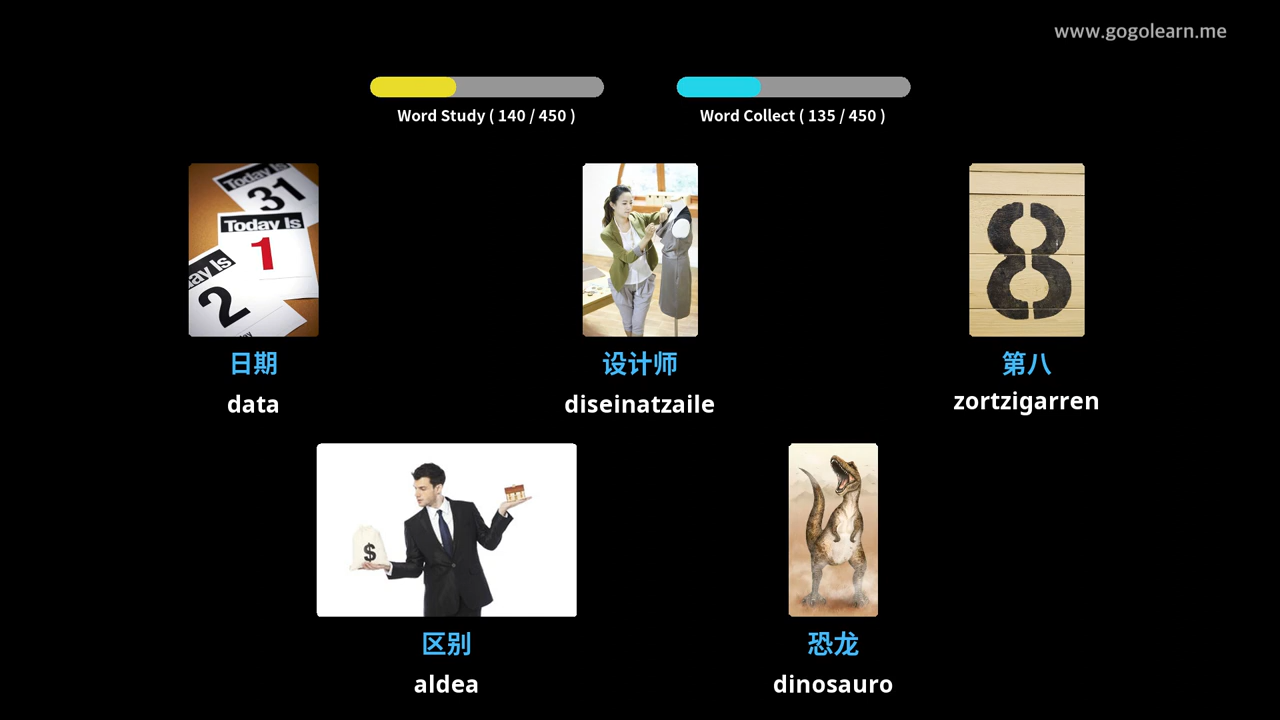 www.gogolearn.me
Word Study ( 140 / 450 )
Word Collect ( 135 / 450 )
Today Is
31
Today Is
1
ay Is
2
8
日期
设计师
第八
data
diseinatzaile
zortzigarren
$
区别
恐龙
aldea
dinosauro